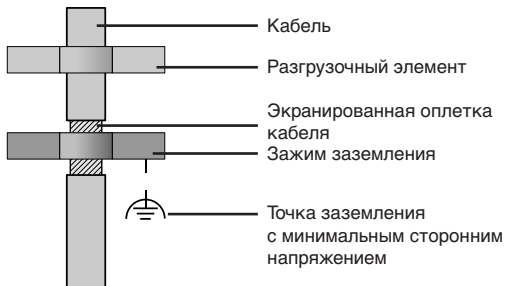 Кабель
Разгрузочный элемент
Экранированная оплетка
кабеля
Зажим заземления
Точка заземления
с минимальным сторонним
напряжением